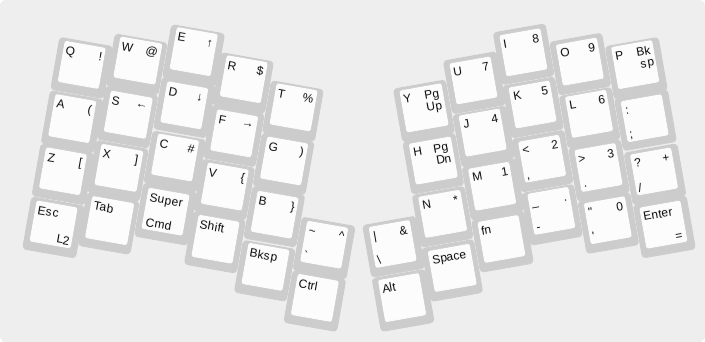 Q !
W @
E ↑
R $
T %
A (
S ←
D ↓
F →
G )
Z [
X ]
C #
V {
B }
Esc
L2
Tab
Super
Cmd
Shift
Bksp
~ ^
`
Ctrl
Y Pg
Up
U 7
I 8
O 9
P Bk
sp
H Pg
Dn
J 4
K 5
L 6
:
;
N *
M 1
< 2
,
> 3
.
? +
/
| &
\
Alt
Space
fn
_ '
-
" 0
'
Enter
=